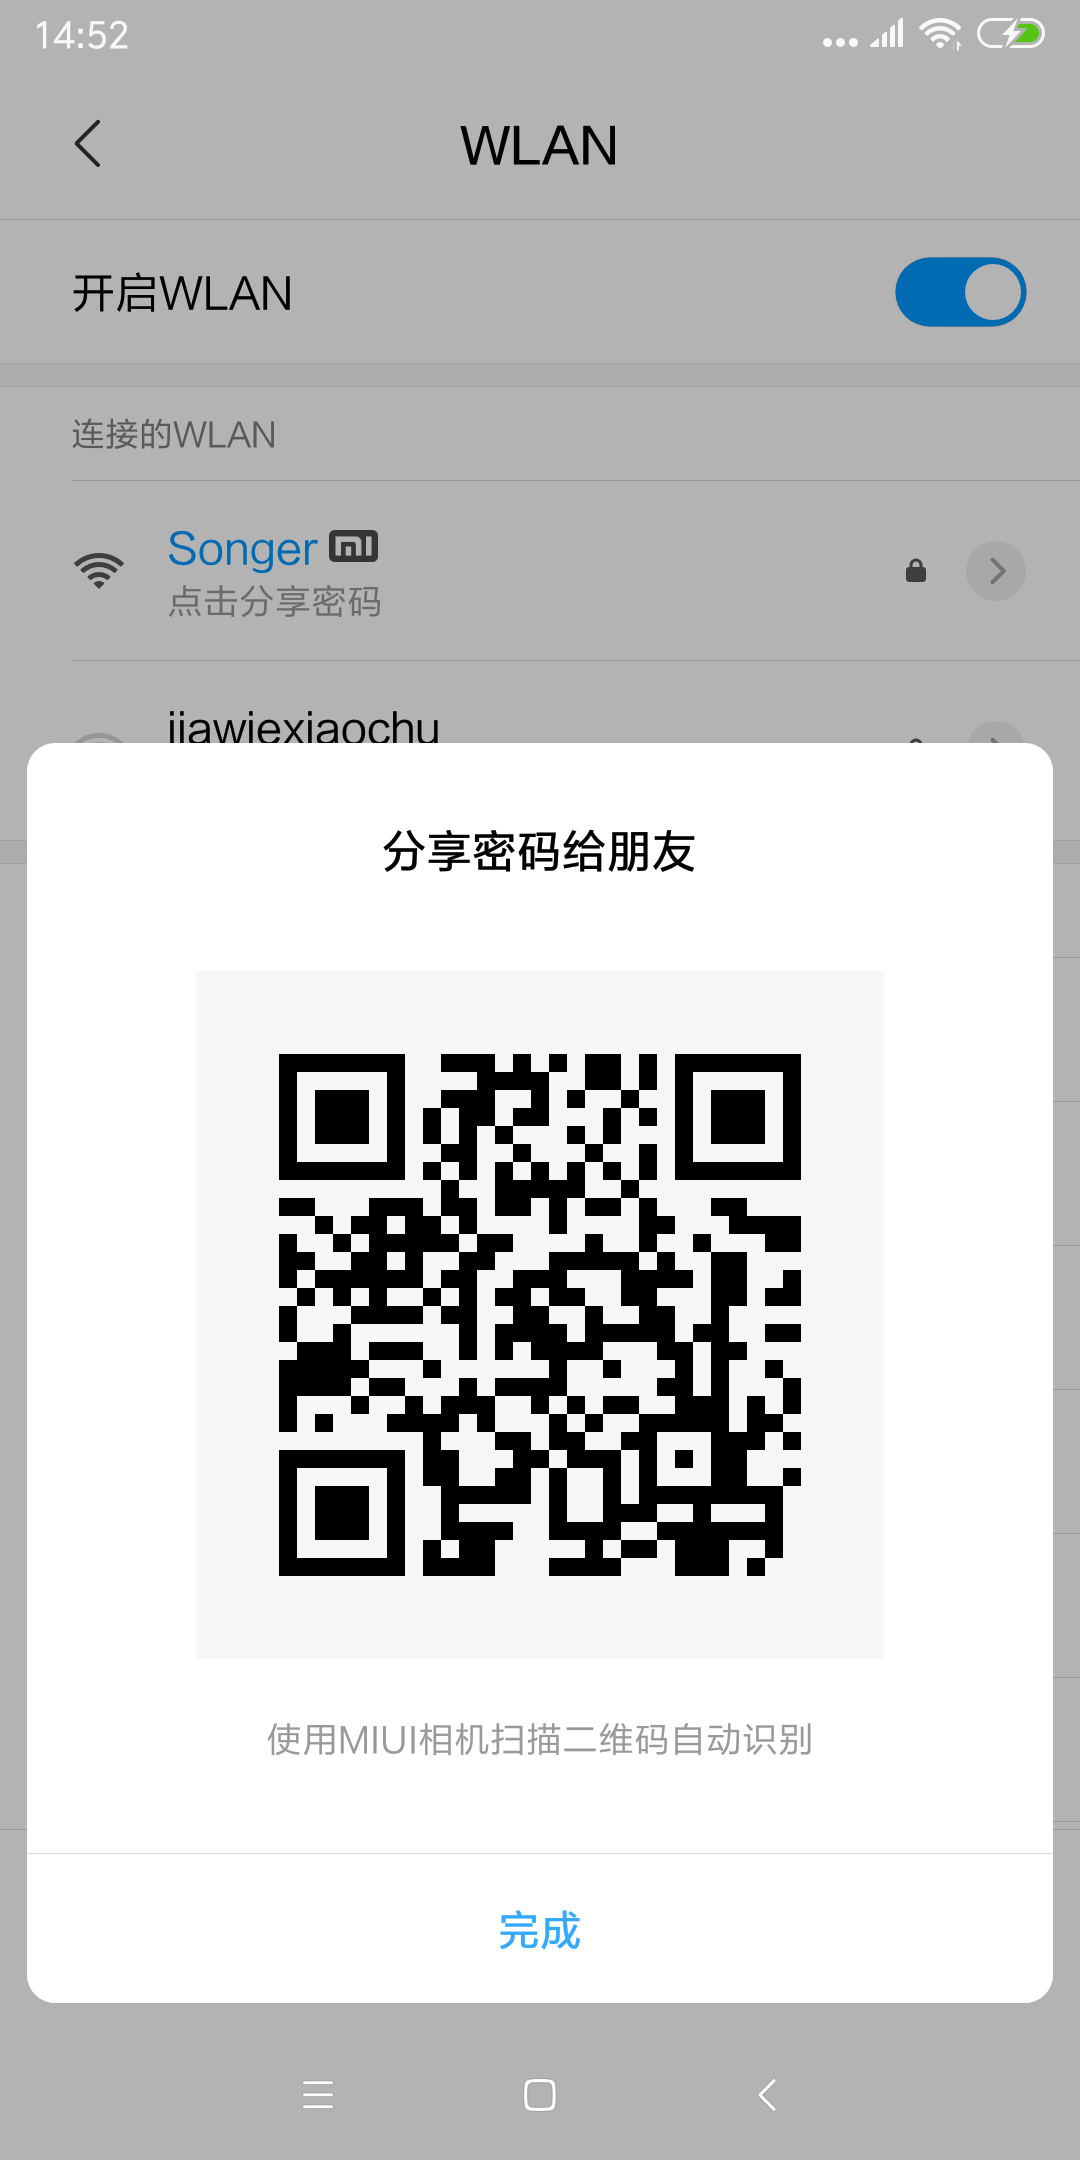 14:52
WLAN
开启WLAN
连接的WLAN
Songer
点击分享密码
jiawiexiaochu
分享密码给朋友
使用MIUI相机扫描二维码自动识别
完成